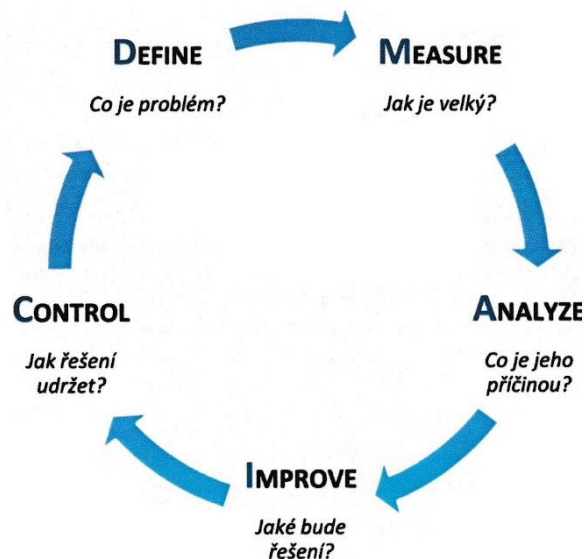 DEFINE
Co je problém?
MEASURE
Jak je velký?
ANALYZE
Co je jeho
příčinou?
IMPROVE
Jaké bude
řešení?
CONTROL
Jak řešení
udržet?